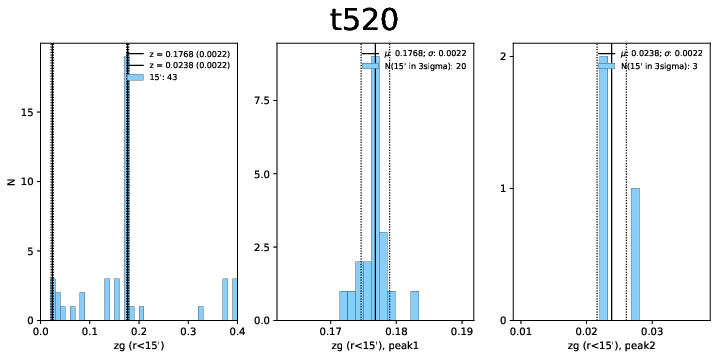 t520
z = 0.1768 (0.0022)
z = 0.0238 (0.0022)
15': 43
N
0
5
10
15
0.0 0.1 0.2 0.3 0.4
zg (r<15')
μ: 0.1768; σ: 0.0022
N(15' in 3sigma): 20
0.0
2.5
5.0
7.5
0.17 0.18 0.19
zg (r<15'), peak1
μ: 0.0238; σ: 0.0022
N(15' in 3sigma): 3
0
1
2
0.01 0.02 0.03
zg (r<15'), peak2